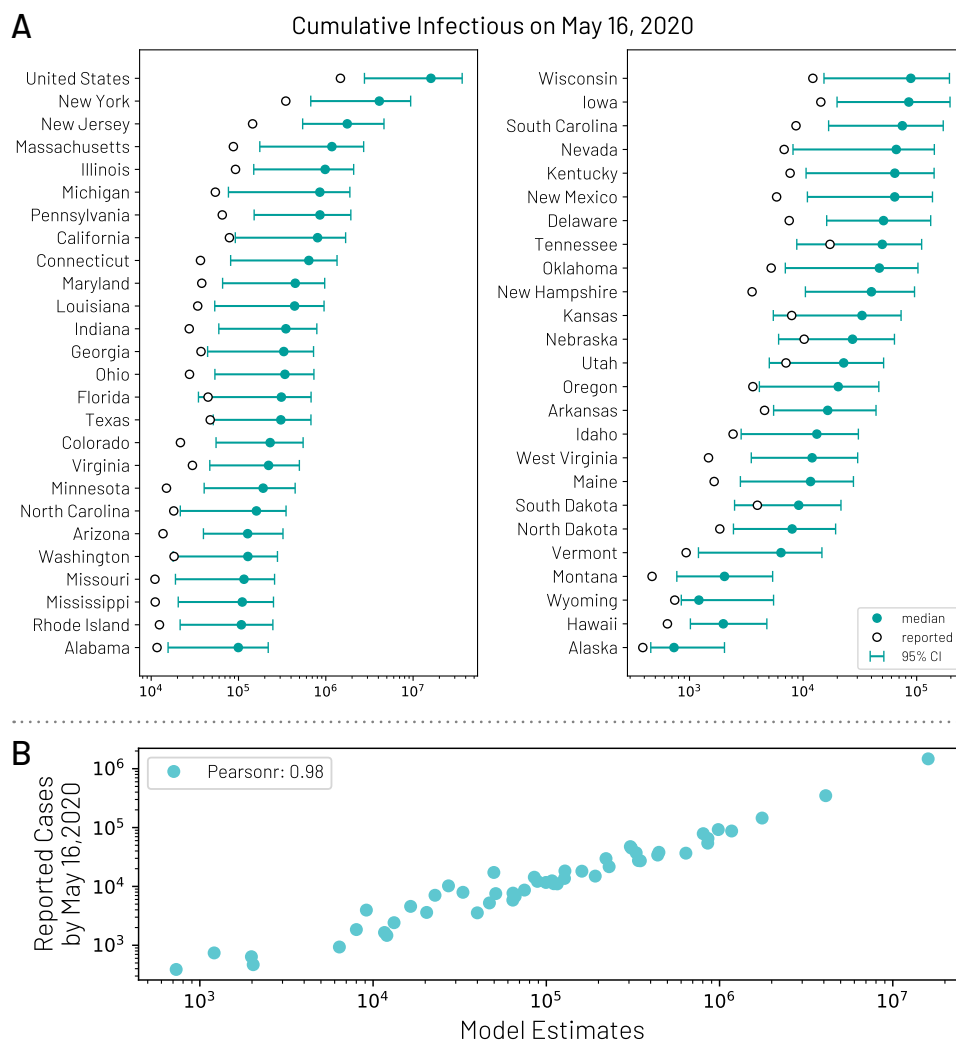 A
Cumulative Infectious on May 16, 2020
United States
New York
New Jersey
Massachusetts
Illinois
Michigan
Pennsylvania
California
Connecticut
Maryland
Louisiana
Indiana
Georgia
Ohio
Florida
Texas
Colorado
Virginia
Minnesota
North Carolina
Arizona
Washington
Missouri
Mississippi
Rhode Island
Alabama
10⁴ 10⁵ 10⁶ 10⁷
Wisconsin
Iowa
South Carolina
Nevada
Kentucky
New Mexico
Delaware
Tennessee
Oklahoma
New Hampshire
Kansas
Nebraska
Utah
Oregon
Arkansas
Idaho
West Virginia
Maine
South Dakota
North Dakota
Vermont
Montana
Wyoming
Hawaii
Alaska
median
reported
95% CI
10³ 10⁴ 10⁵
B
Pearsonr: 0.98
Reported Cases
by May 16,2020
10⁶
10⁵
10⁴
10³
10³ 10⁴ 10⁵ 10⁶ 10⁷
Model Estimates